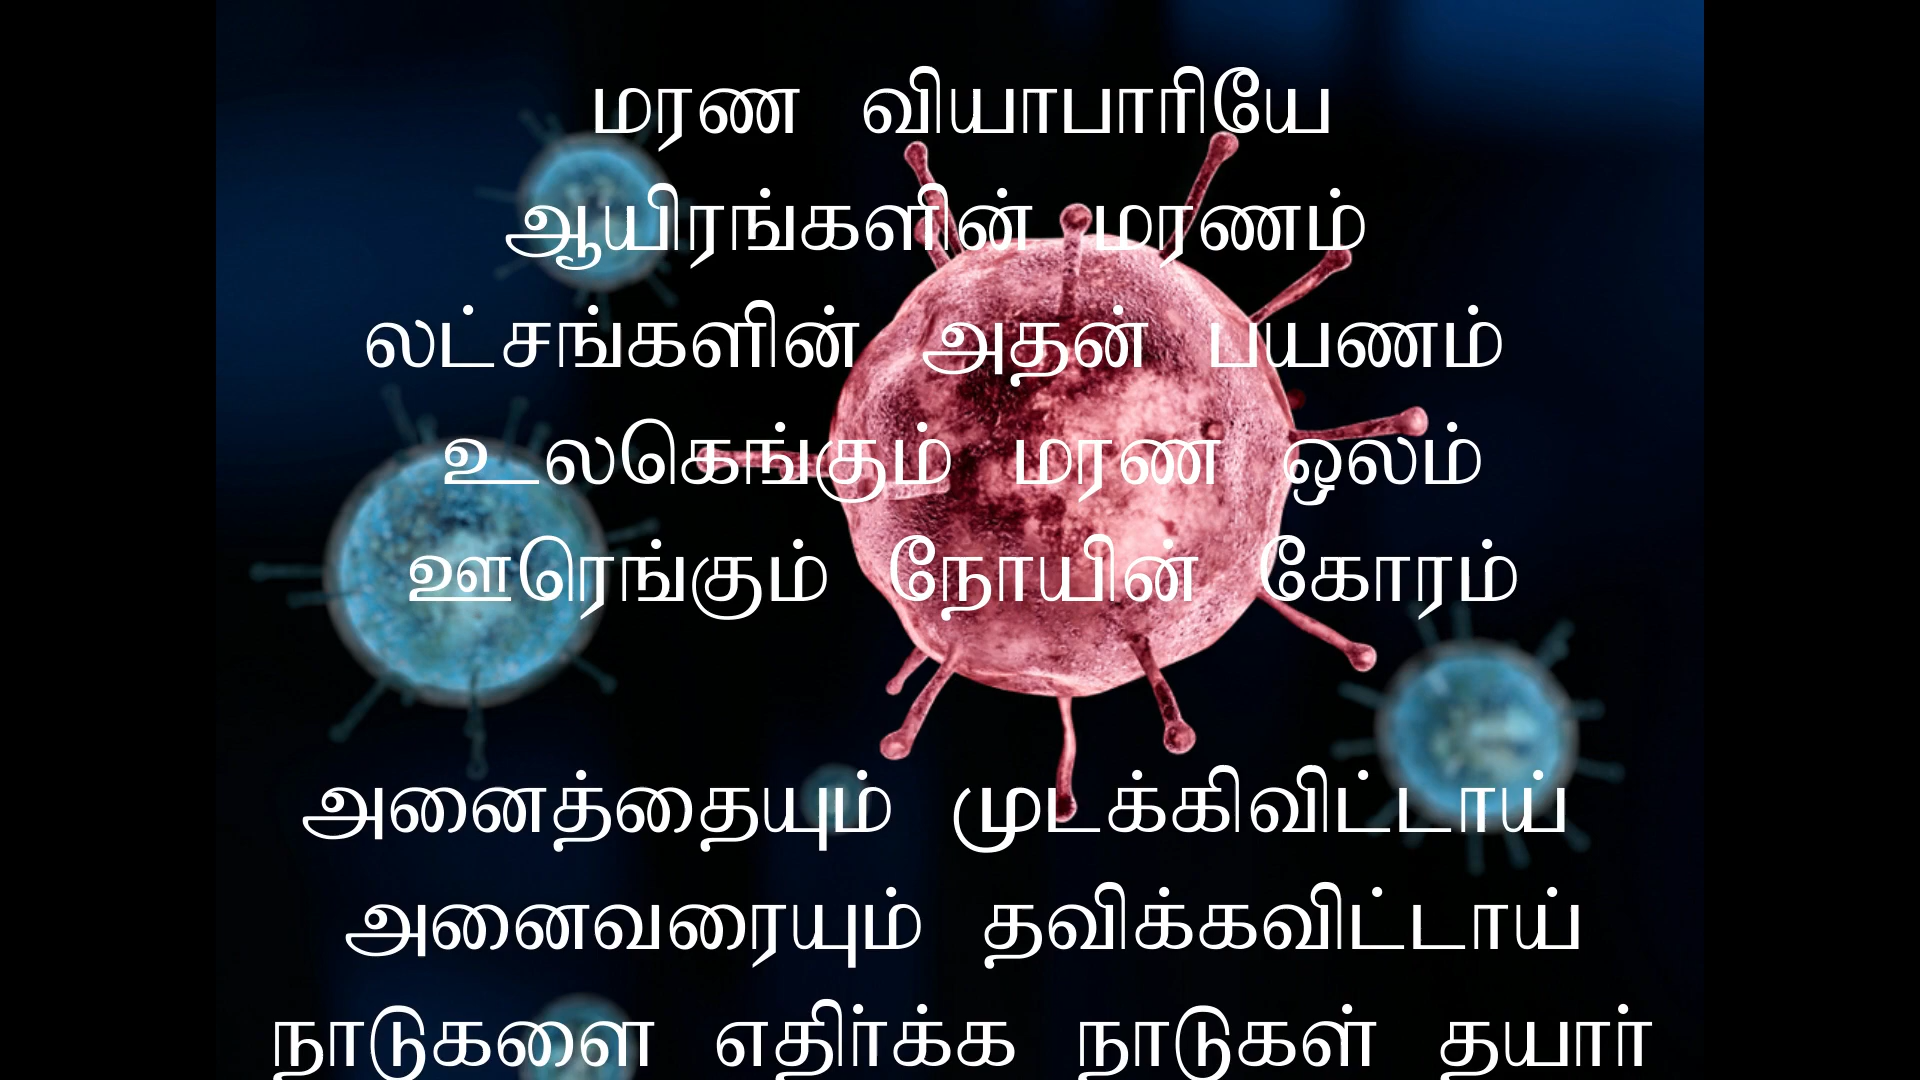 மரண வியாபாரியே
ஆயிரங்களின் மரணம்
லட்சங்களின் அதன் பயணம்
உலகெங்கும் மரண ஒலம்
ஊரெங்கும் நோயின் கோரம்
அனைத்தையும் முடக்கிவிட்டாய்
அனைவரையும் தவிக்கவிட்டாய்
நாடுகளை எதிர்க்க நாடுகள் தயார்